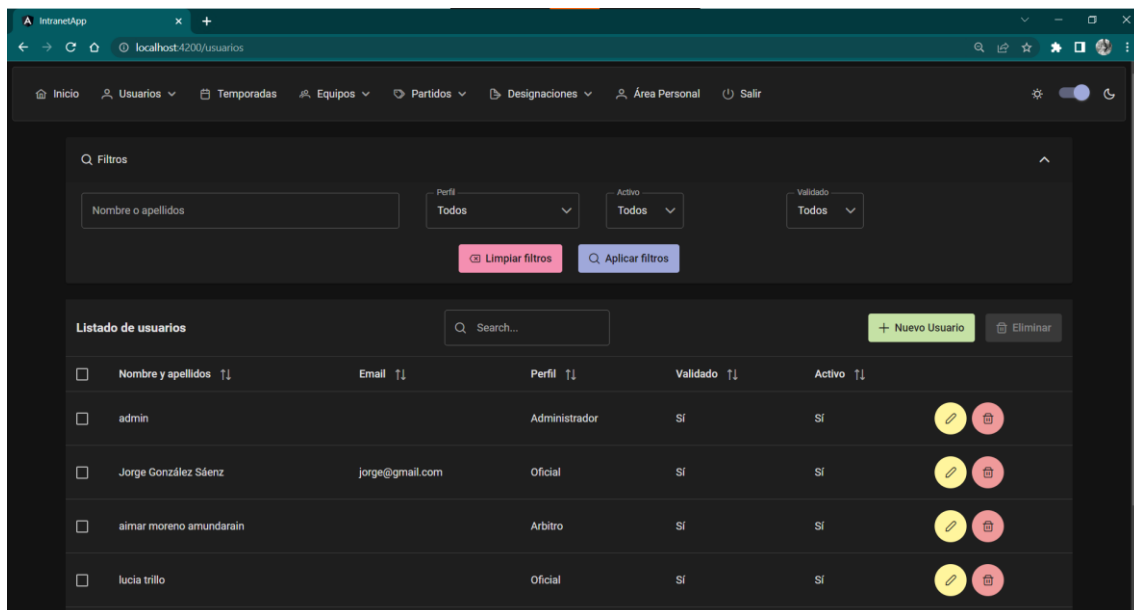 IntranetApp
localhost:4200/usuarios
Inicio Usuarios Temporadas Equipos Partidos Designaciones Área Personal Salir
Filtros
Perfil Activo Validado
Nombre o apellidos Todos Todos Todos
Limpiar filtros Aplicar filtros
Listado de usuarios Search... Nuevo Usuario Eliminar
Nombre y apellidos Email Perfil Validado Activo
admin Administrador Sí Sí
Jorge González Sáenz jorge@gmail.com Oficial Sí Sí
aimar moreno amundarain Arbitro Sí Sí
lucia trillo Oficial Sí Sí